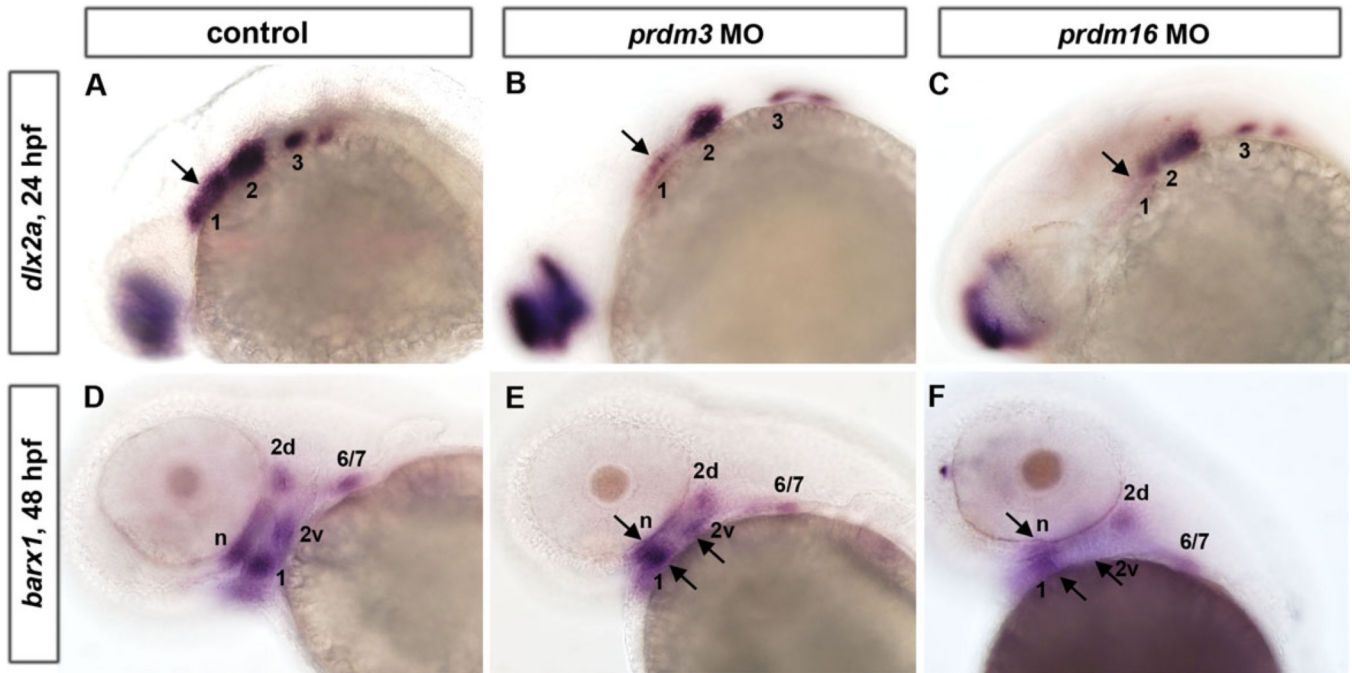 control
prdm3 MO
prdm16 MO
dlx2a, 24 hpf
A
1
2
3
B
1
2
3
C
1
2
3
barx1, 48 hpf
D
2d
6/7
n
2v
1
E
2d
6/7
n
2v
1
F
2d
n
6/7
2v
1